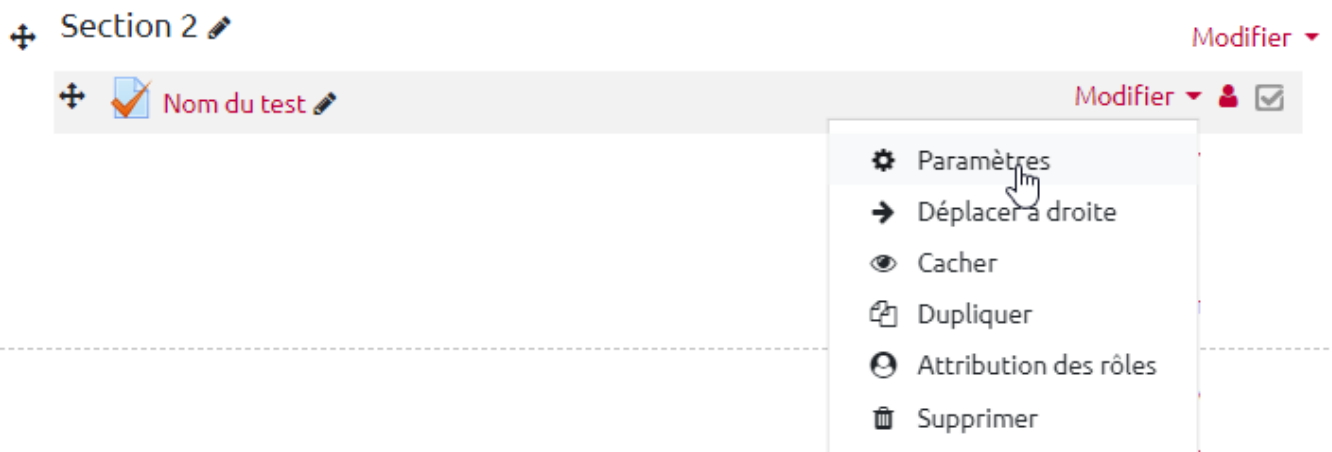 Section 2
Modifier
Nom du test
Modifier
Paramètres
Déplacer à droite
Cacher
Dupliquer
Attribution des rôles
Supprimer